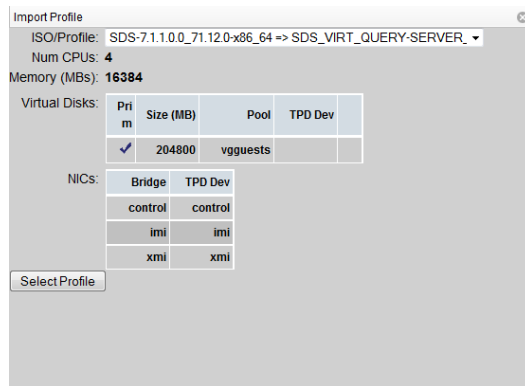 Import Profile
ISO/Profile: SDS-7.1.1.0.0_71.12.0-x86_64 => SDS_VIRT_QUERY-SERVER_
Num CPUs: 4
Memory (MBs): 16384
Virtual Disks:
Pri m Size (MB) Pool TPD Dev
204800 vgguests
NICs:
Bridge TPD Dev
control control
imi imi
xmi xmi
Select Profile